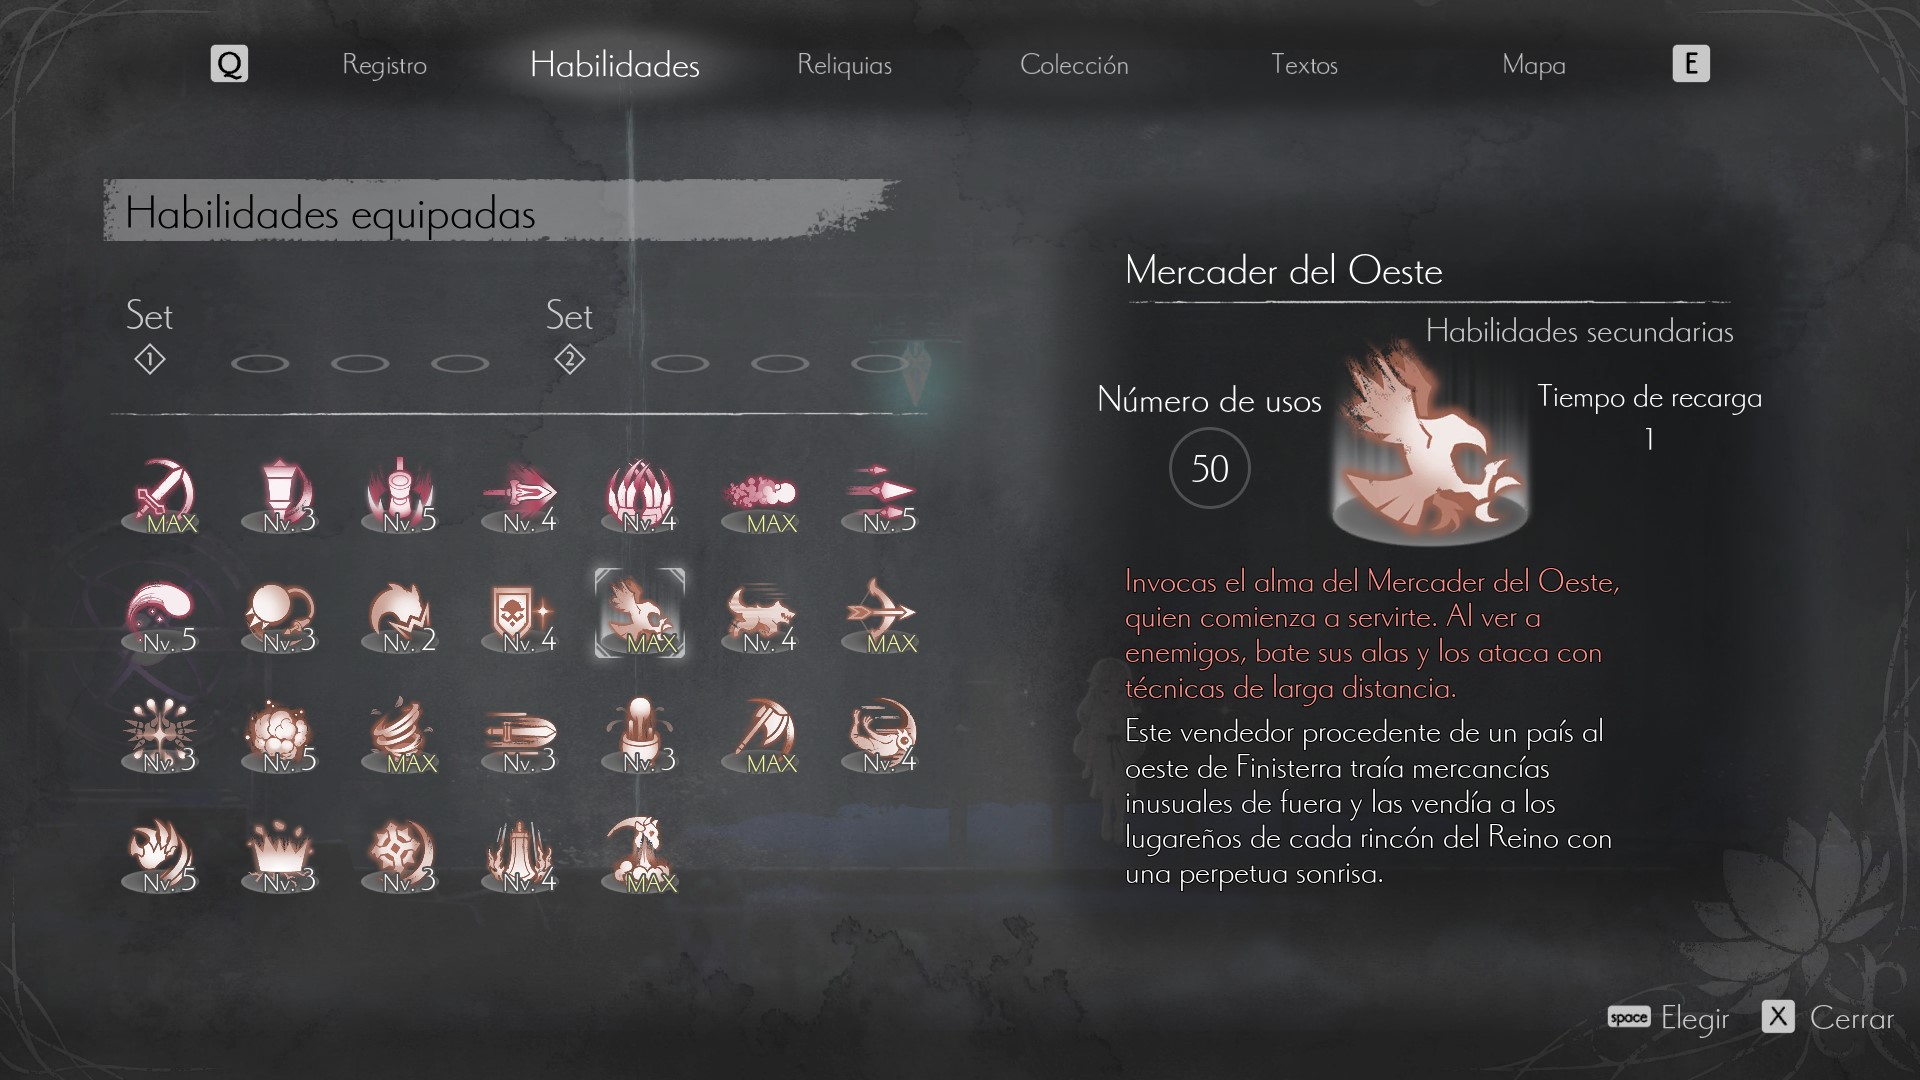 Q Registro Habilidades Reliquias Colección Textos Mapa E
Habilidades equipadas
Set Set
1 2
MAX Nv. 3 Nv. 5 Nv. 4 Nv. 4 MAX Nv. 5
Nv. 5 Nv. 3 Nv. 2 Nv. 4 MAX Nv. 4 MAX
Nv. 3 Nv. 5 MAX Nv. 3 Nv. 3 MAX Nv. 4
Nv. 5 Nv. 3 Nv. 3 Nv. 4 MAX
Mercader del Oeste
Habilidades secundarias
Número de usos
50
Tiempo de recarga
1
Invocas el alma del Mercader del Oeste,
quien comienza a servirte. Al ver a
enemigos, bate sus alas y los ataca con
técnicas de larga distancia.
Este vendedor procedente de un país al
oeste de Finisterra traía mercancías
inusuales de fuera y las vendía a los
lugareños de cada rincón del Reino con
una perpetua sonrisa.
space Elegir X Cerrar